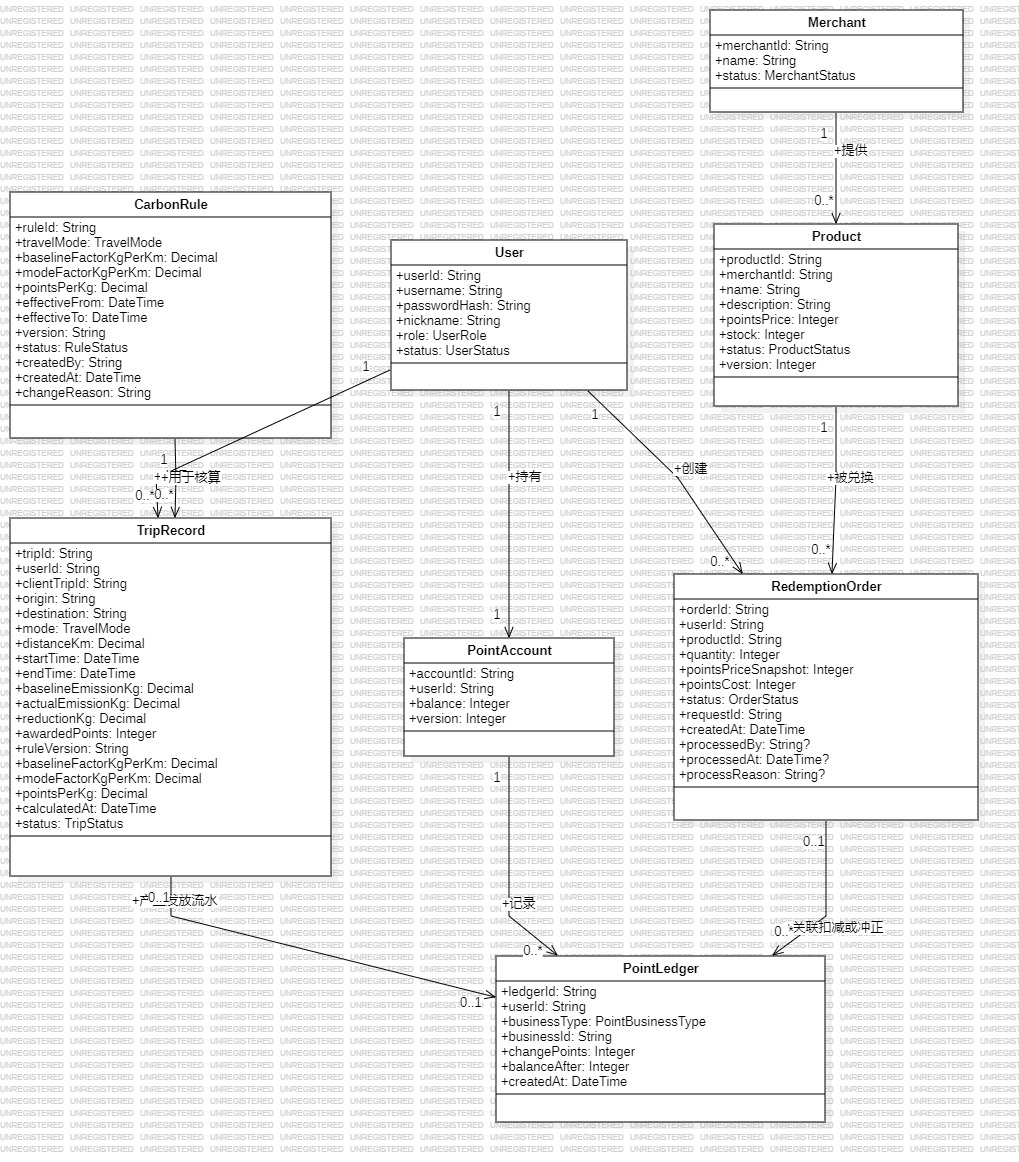 Merchant
+merchantId: String
+name: String
+status: MerchantStatus
1
+提供
0..*
CarbonRule
+ruleId: String
+travelMode: TravelMode
+baselineFactorKgPerKm: Decimal
+modeFactorKgPerKm: Decimal
+pointsPerKg: Decimal
+effectiveFrom: DateTime
+effectiveTo: DateTime
+version: String
+status: RuleStatus
+createdBy: String
+createdAt: DateTime
+changeReason: String
User
+userId: String
+username: String
+passwordHash: String
+nickname: String
+role: UserRole
+status: UserStatus
Product
+productId: String
+merchantId: String
+name: String
+description: String
+pointsPrice: Integer
+stock: Integer
+status: ProductStatus
+version: Integer
1
1
1
1
1
+用于核算
+持有
+创建
+被兑换
0..*
0..*
0..*
0..*
1
TripRecord
+tripId: String
+userId: String
+clientTripId: String
+origin: String
+destination: String
+mode: TravelMode
+distanceKm: Decimal
+startTime: DateTime
+endTime: DateTime
+baselineEmissionKg: Decimal
+actualEmissionKg: Decimal
+reductionKg: Decimal
+awardedPoints: Integer
+ruleVersion: String
+baselineFactorKgPerKm: Decimal
+modeFactorKgPerKm: Decimal
+pointsPerKg: Decimal
+calculatedAt: DateTime
+status: TripStatus
PointAccount
+accountId: String
+userId: String
+balance: Integer
+version: Integer
RedemptionOrder
+orderId: String
+userId: String
+productId: String
+quantity: Integer
+pointsPriceSnapshot: Integer
+pointsCost: Integer
+status: OrderStatus
+requestId: String
+createdAt: DateTime
+processedBy: String?
+processedAt: DateTime?
+processReason: String?
1
0..1
0..1
发放流水
+记录
关联扣减或冲正
0..*
0..*
0..1
PointLedger
+ledgerId: String
+userId: String
+businessType: PointBusinessType
+businessId: String
+changePoints: Integer
+balanceAfter: Integer
+createdAt: DateTime